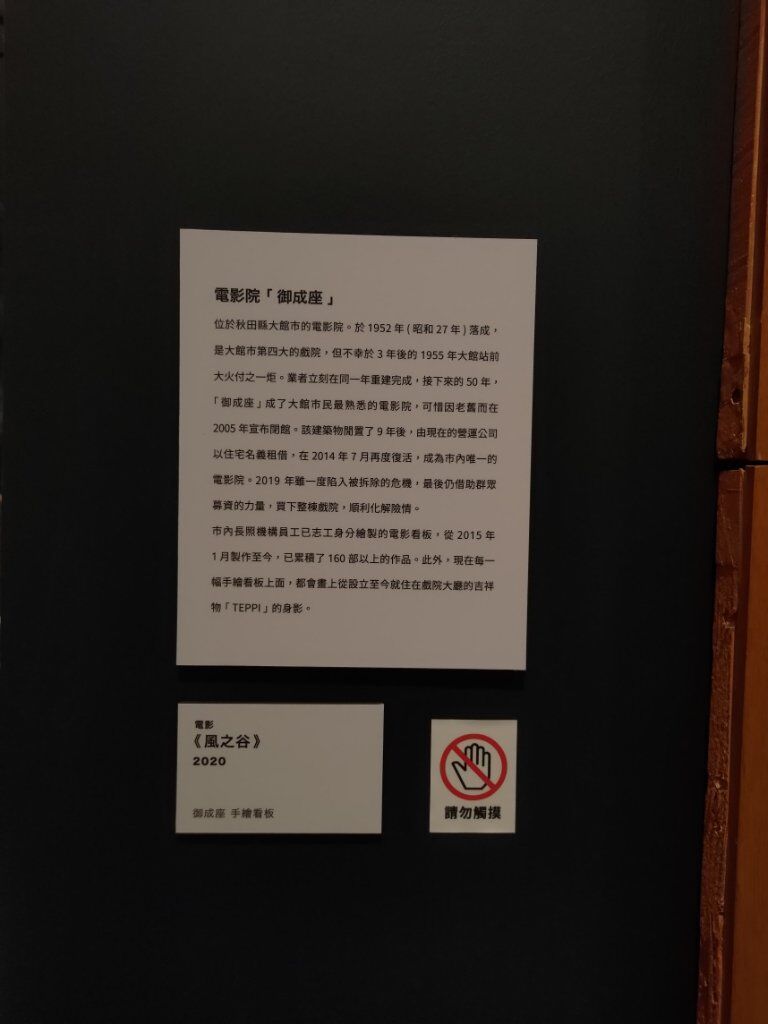 電影院「御成座」
位於秋田縣大館市的電影院。於 1952 年 ( 昭和 27 年 ) 落成，
是大館市第四大的戲院，但不幸於 3 年後的 1955 年大館站前
大火付之一炬。業者立刻在同一年重建完成，接下來的 50 年，
「御成座」成了大館市民最熟悉的電影院，可惜因老舊而在
2005 年宣布閉館。該建築物閒置了 9 年後，由現在的營運公司
以住宅名義租借，在 2014 年 7 月再度復活，成為市內唯一的
電影院。2019 年雖一度陷入被拆除的危機，最後仍借助群眾
募資的力量，買下整棟戲院，順利化解險情。
市內長照機構員工已志工身分繪製的電影看板，從 2015 年
1 月製作至今，已累積了 160 部以上的作品。此外，現在每一
幅手繪看板上面，都會畫上從設立至今就住在戲院大廳的吉祥
物「TEPPI」的身影。
電影
《風之谷》
2020
御成座 手繪看板
請勿觸摸